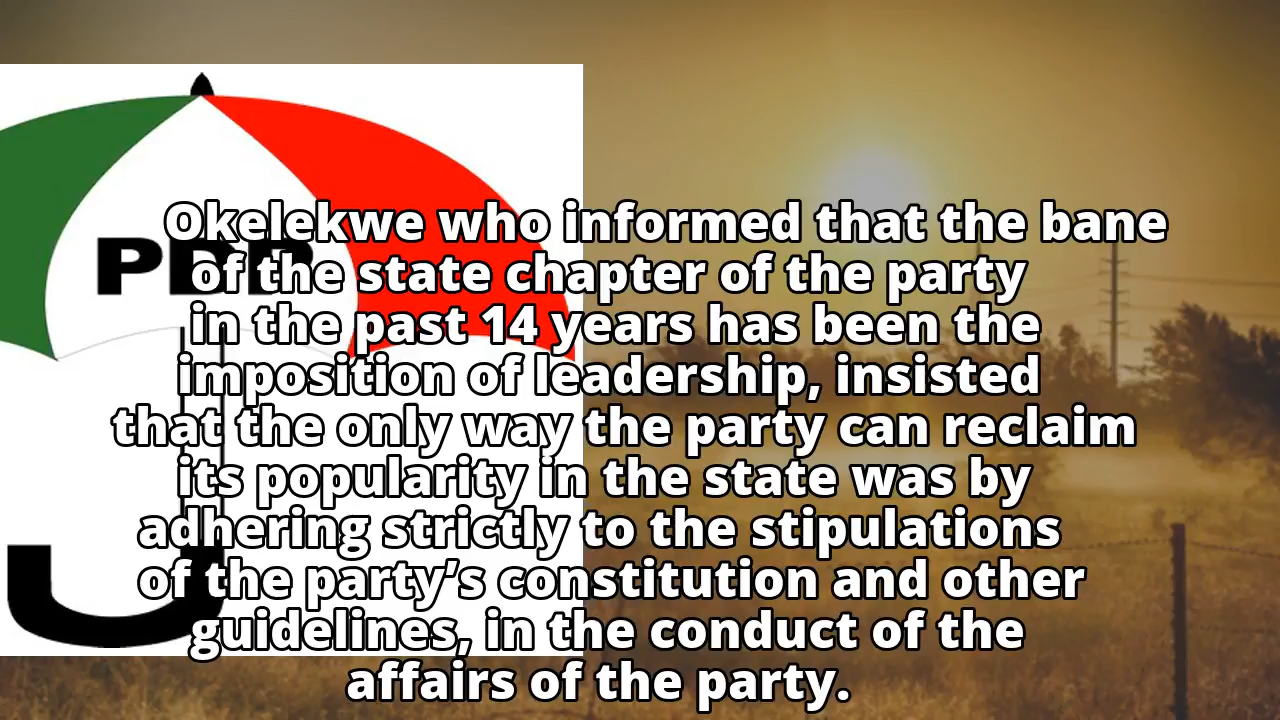 Okelekwe who informed that the bane
of the state chapter of the party
in the past 14 years has been the
imposition of leadership, insisted
that the only way the party can reclaim
its popularity in the state was by
adhering strictly to the stipulations
of the party’s constitution and other
guidelines, in the conduct of the
affairs of the party.
PDP